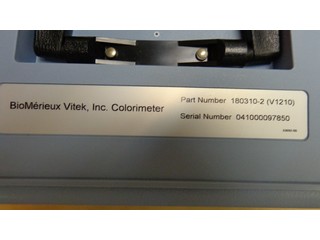 BioMérieux Vitek, Inc. Colorimeter
Part Number 180310-2 (V1210)
Serial Number 041000097850